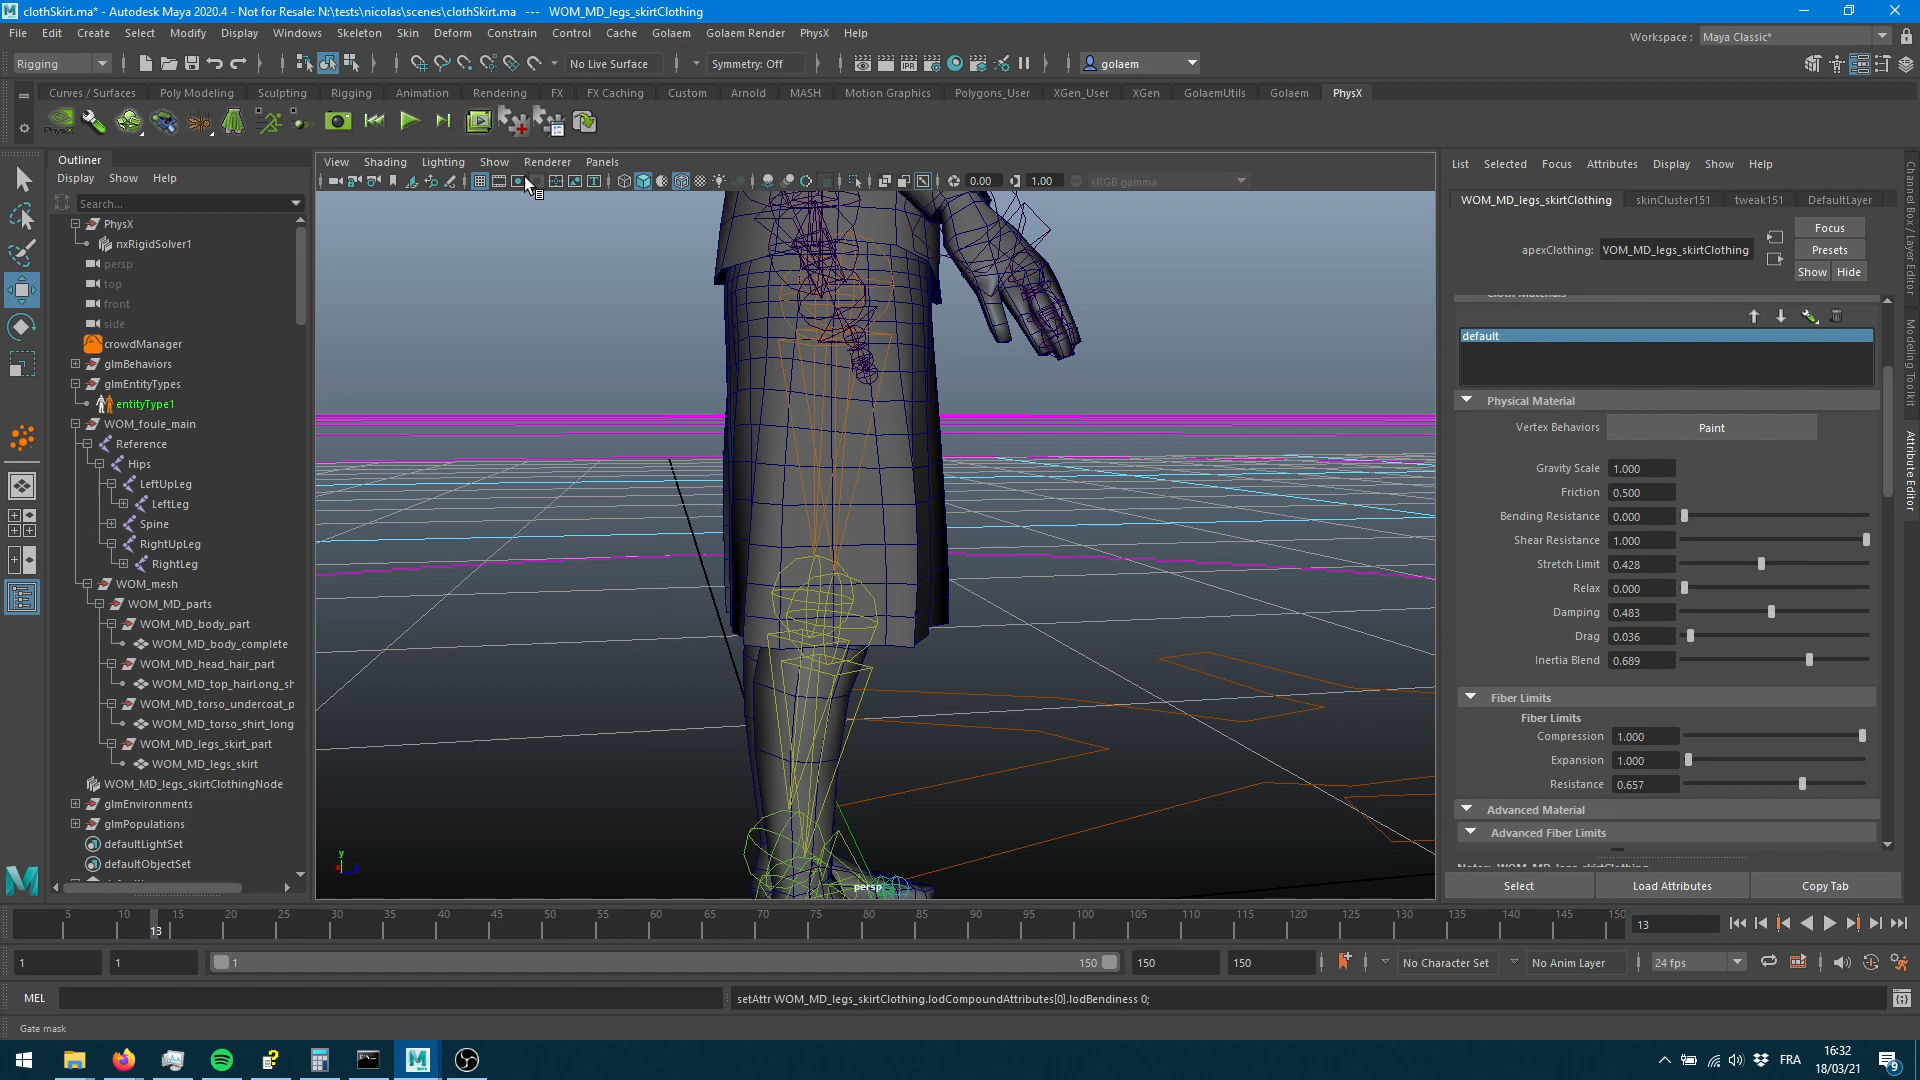 clothSkirt.ma* - Autodesk Maya 2020.4 - Not for Resale: N:\tests\nicolas\scenes\clothSkirt.ma   ---   WOM_MD_legs_skirtClothing
File Edit Create Select Modify Display Windows Skeleton Skin Deform Constrain Control Cache Golaem Golaem Render PhysX Help
Workspace : Maya Classic*
Rigging No Live Surface Symmetry: Off golaem
Curves / Surfaces Poly Modeling Sculpting Rigging Animation Rendering FX FX Caching Custom Arnold MASH Motion Graphics Polygons_User XGen_User XGen GolaemUtils Golaem PhysX
Outliner
Display Show Help
Search...
PhysX
nxRigidSolver1
persp
top
front
side
crowdManager
glmBehaviors
glmEntityTypes
entityType1
WOM_foule_main
Reference
Hips
LeftUpLeg
LeftLeg
Spine
RightUpLeg
RightLeg
WOM_mesh
WOM_MD_parts
WOM_MD_body_part
WOM_MD_body_complete
WOM_MD_head_hair_part
WOM_MD_top_hairLong_sh
WOM_MD_torso_undercoat_p
WOM_MD_torso_shirt_long
WOM_MD_legs_skirt_part
WOM_MD_legs_skirt
WOM_MD_legs_skirtClothingNode
glmEnvironments
glmPopulations
defaultLightSet
defaultObjectSet
View Shading Lighting Show Renderer Panels
0.00 1.00 sRGB gamma
y
persp
List Selected Focus Attributes Display Show Help
WOM_MD_legs_skirtClothing skinCluster151 tweak151 DefaultLayer
apexClothing: VOM_MD_legs_skirtClothing
Focus
Presets
Show Hide
Cloth Materials
default
Physical Material
Vertex Behaviors Paint
Gravity Scale 1.000
Friction 0.500
Bending Resistance 0.000
Shear Resistance 1.000
Stretch Limit 0.428
Relax 0.000
Damping 0.483
Drag 0.036
Inertia Blend 0.689
Fiber Limits
Fiber Limits
Compression 1.000
Expansion 1.000
Resistance 0.657
Advanced Material
Advanced Fiber Limits
Notes: WOM_MD_legs_skirtClothing
Select Load Attributes Copy Tab
Channel Box / Layer Editor
Modeling Toolkit
Attribute Editor
5 10 15 20 25 30 35 40 45 50 55 60 65 70 75 80 85 90 95 100 105 110 115 120 125 130 135 140 145 150
13
13
1 1 1 150 150 150 No Character Set No Anim Layer 24 fps
MEL setAttr WOM_MD_legs_skirtClothing.lodCompoundAttributes[0].lodBendiness 0;
Gate mask
FRA
16:32
18/03/21
9